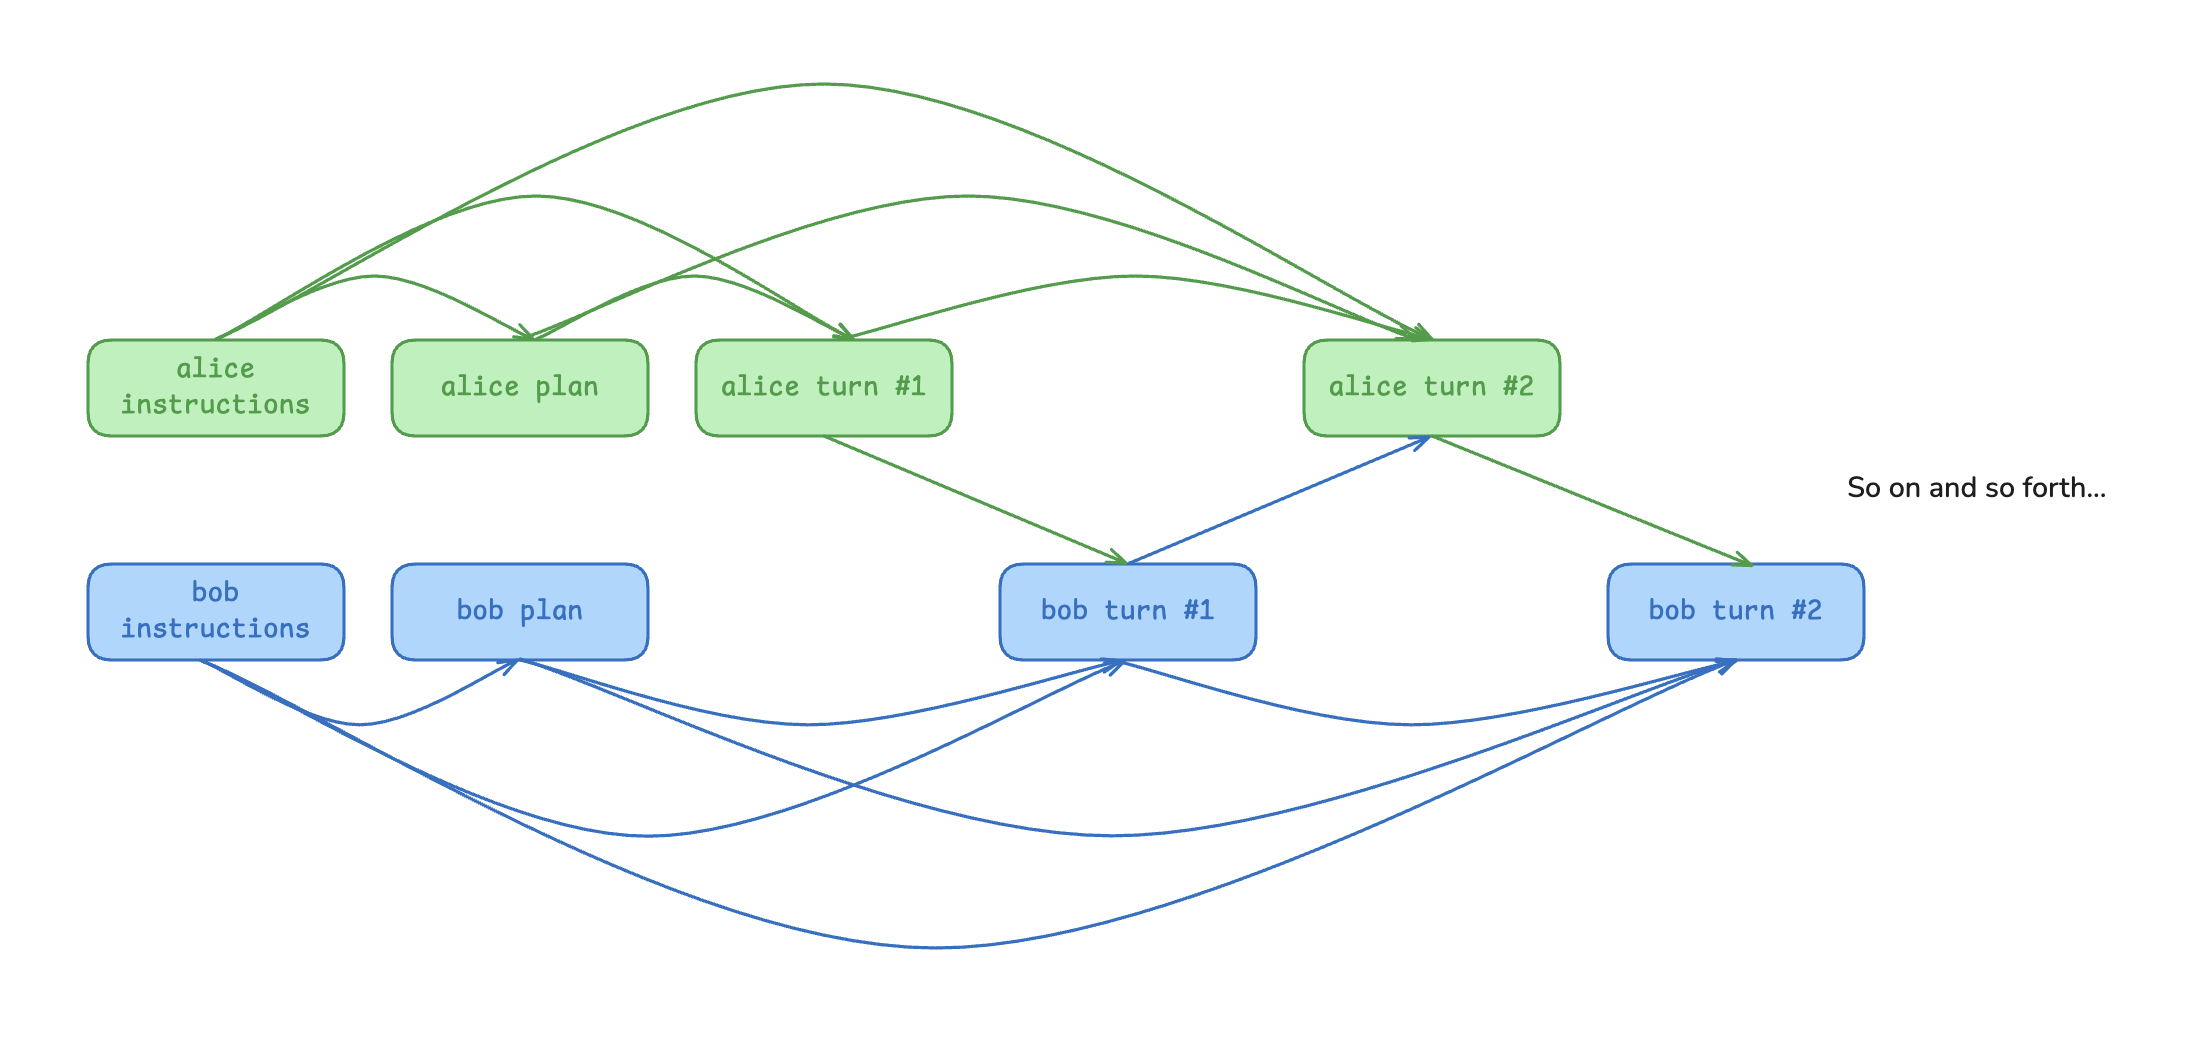 alice
instructions
alice plan
alice turn #1
alice turn #2
So on and so forth...
bob
instructions
bob plan
bob turn #1
bob turn #2